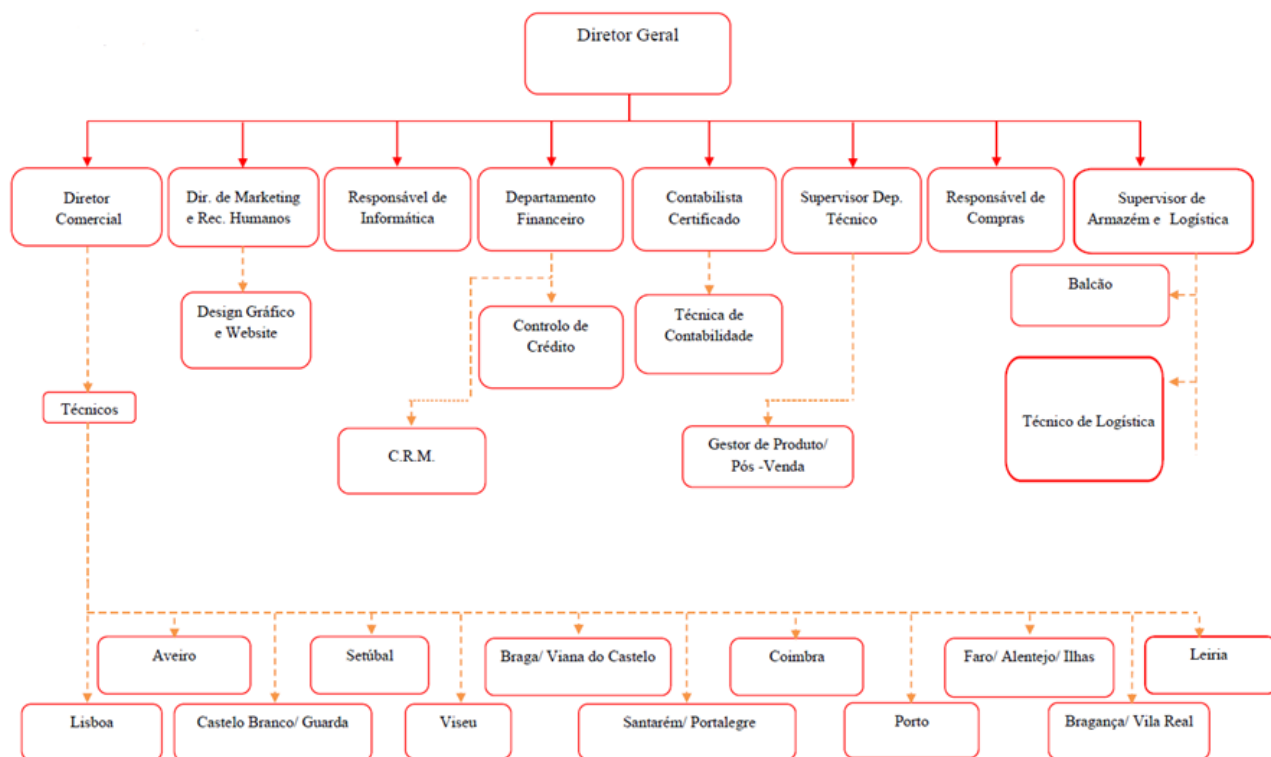 Diretor Geral
Diretor
Comercial
Dir. de Marketing
e Rec. Humanos
Responsável de
Informática
Departamento
Financeiro
Contabilista
Certificado
Supervisor Dep.
Técnico
Responsável de
Compras
Supervisor de
Armazém e Logística
Design Gráfico
e Website
Controlo de
Crédito
Técnica de
Contabilidade
Balcão
Técnicos
C.R.M.
Gestor de Produto/
Pós -Venda
Técnico de Logística
Aveiro
Setúbal
Braga/ Viana do Castelo
Coimbra
Faro/ Alentejo/ Ilhas
Leiria
Lisboa
Castelo Branco/ Guarda
Viseu
Santarém/ Portalegre
Porto
Bragança/ Vila Real